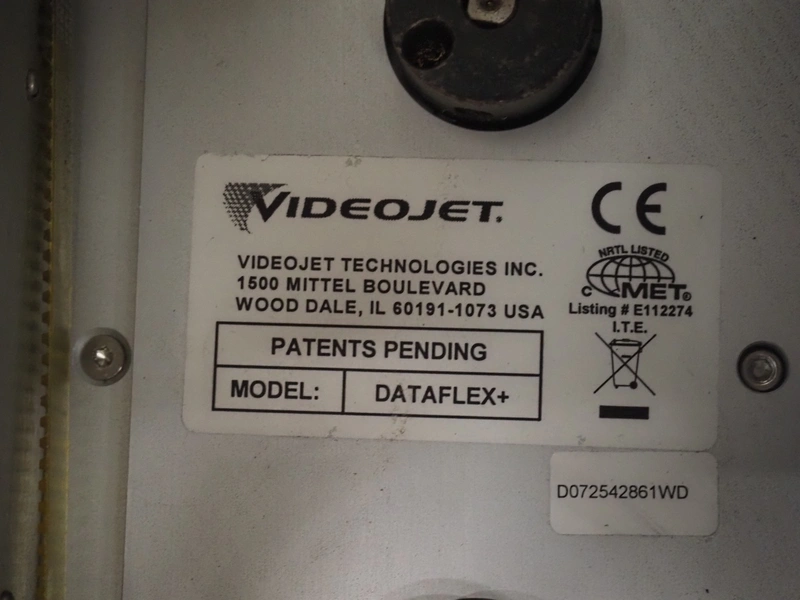 VIDEOJET.
VIDEOJET TECHNOLOGIES INC.
1500 MITTEL BOULEVARD
WOOD DALE, IL 60191-1073 USA
PATENTS PENDING
MODEL: DATAFLEX+
CE
NRTL LISTED
C MET®
Listing # E112274
I.T.E.
D072542861WD